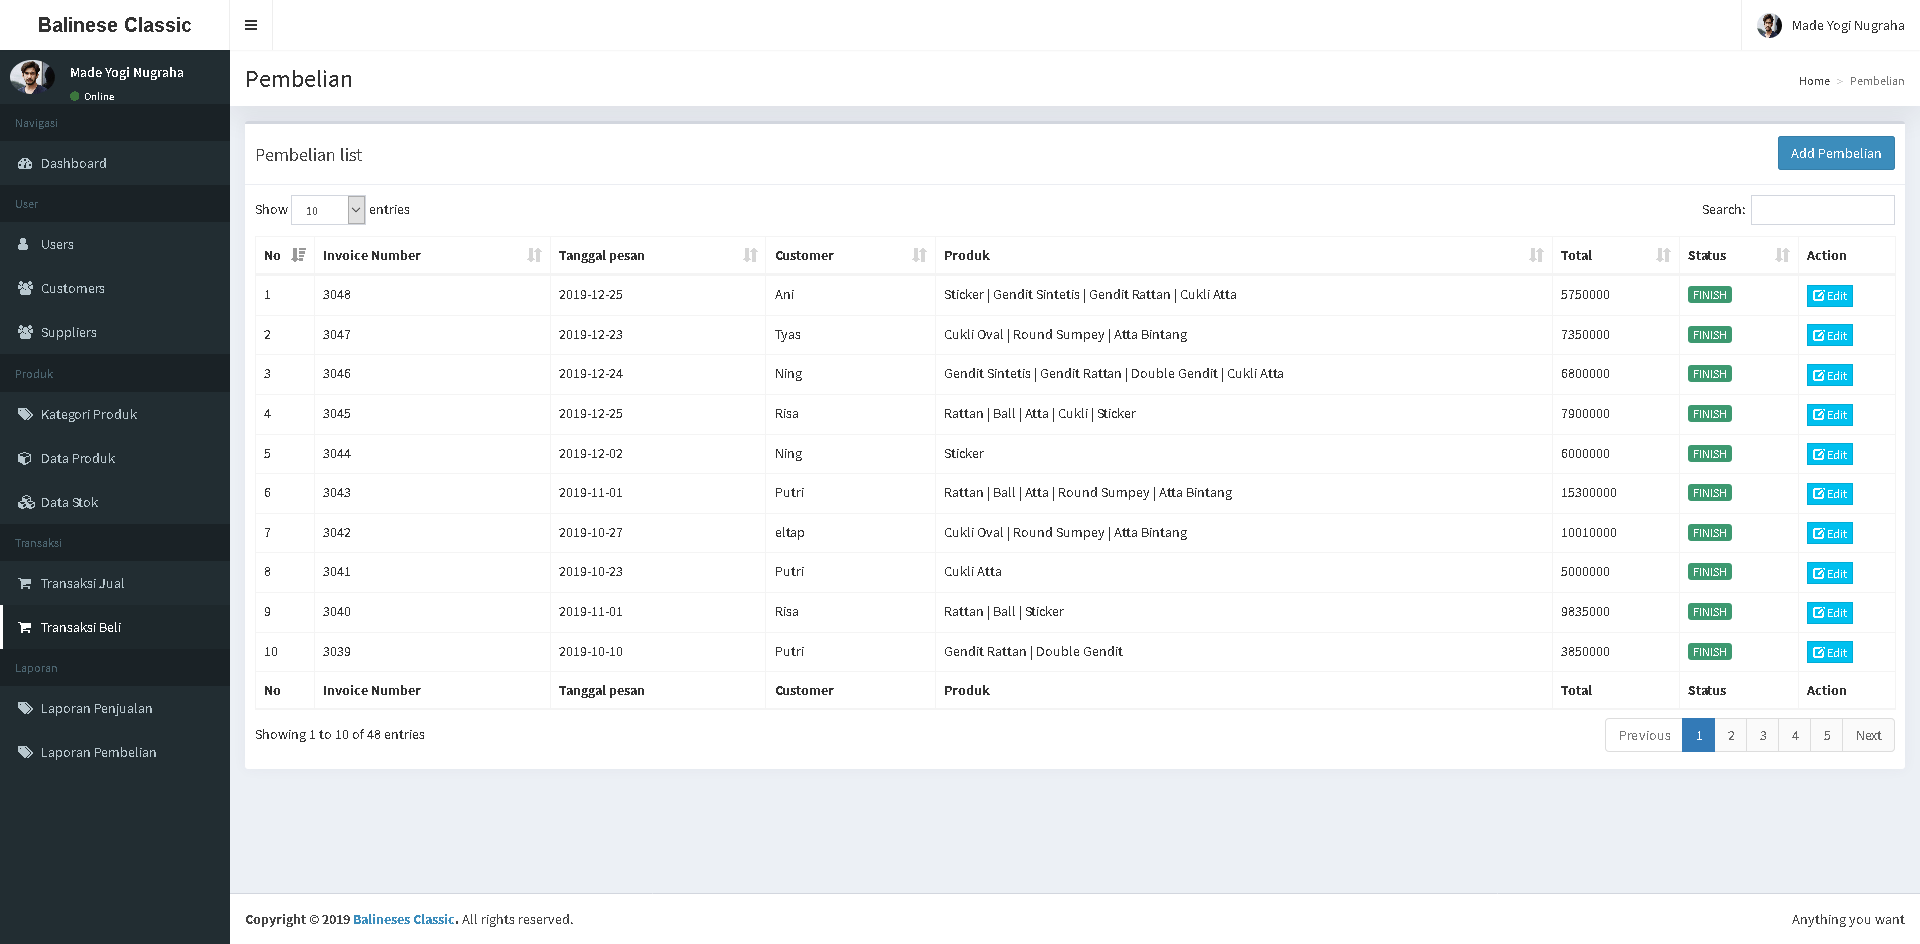 Balinese Classic
Made Yogi Nugraha
Made Yogi Nugraha
Online
Navigasi
Dashboard
User
Users
Customers
Suppliers
Produk
Kategori Produk
Data Produk
Data Stok
Transaksi
Transaksi Jual
Transaksi Beli
Laporan
Laporan Penjualan
Laporan Pembelian
Pembelian
Home > Pembelian
Pembelian list
Add Pembelian
Show 10 entries
Search:
No Invoice Number Tanggal pesan Customer Produk Total Status Action
1 3048 2019-12-25 Ani Sticker | Gendit Sintetis | Gendit Rattan | Cukli Atta 5750000 FINISH Edit
2 3047 2019-12-23 Tyas Cukli Oval | Round Sumpey | Atta Bintang 7350000 FINISH Edit
3 3046 2019-12-24 Ning Gendit Sintetis | Gendit Rattan | Double Gendit | Cukli Atta 6800000 FINISH Edit
4 3045 2019-12-25 Risa Rattan | Ball | Atta | Cukli | Sticker 7900000 FINISH Edit
5 3044 2019-12-02 Ning Sticker 6000000 FINISH Edit
6 3043 2019-11-01 Putri Rattan | Ball | Atta | Round Sumpey | Atta Bintang 15300000 FINISH Edit
7 3042 2019-10-27 eltap Cukli Oval | Round Sumpey | Atta Bintang 10010000 FINISH Edit
8 3041 2019-10-23 Putri Cukli Atta 5000000 FINISH Edit
9 3040 2019-11-01 Risa Rattan | Ball | Sticker 9835000 FINISH Edit
10 3039 2019-10-10 Putri Gendit Rattan | Double Gendit 3850000 FINISH Edit
No Invoice Number Tanggal pesan Customer Produk Total Status Action
Showing 1 to 10 of 48 entries
Previous 1 2 3 4 5 Next
Copyright © 2019 Balineses Classic. All rights reserved.
Anything you want